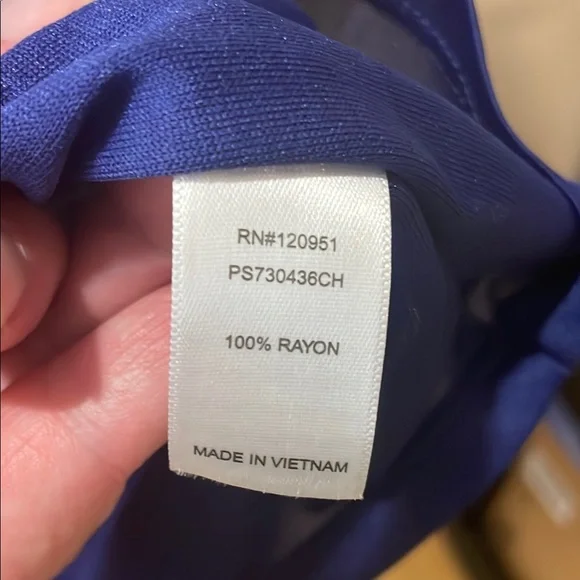 RN#120951
PS730436CH
100% RAYON
MADE IN VIETNAM